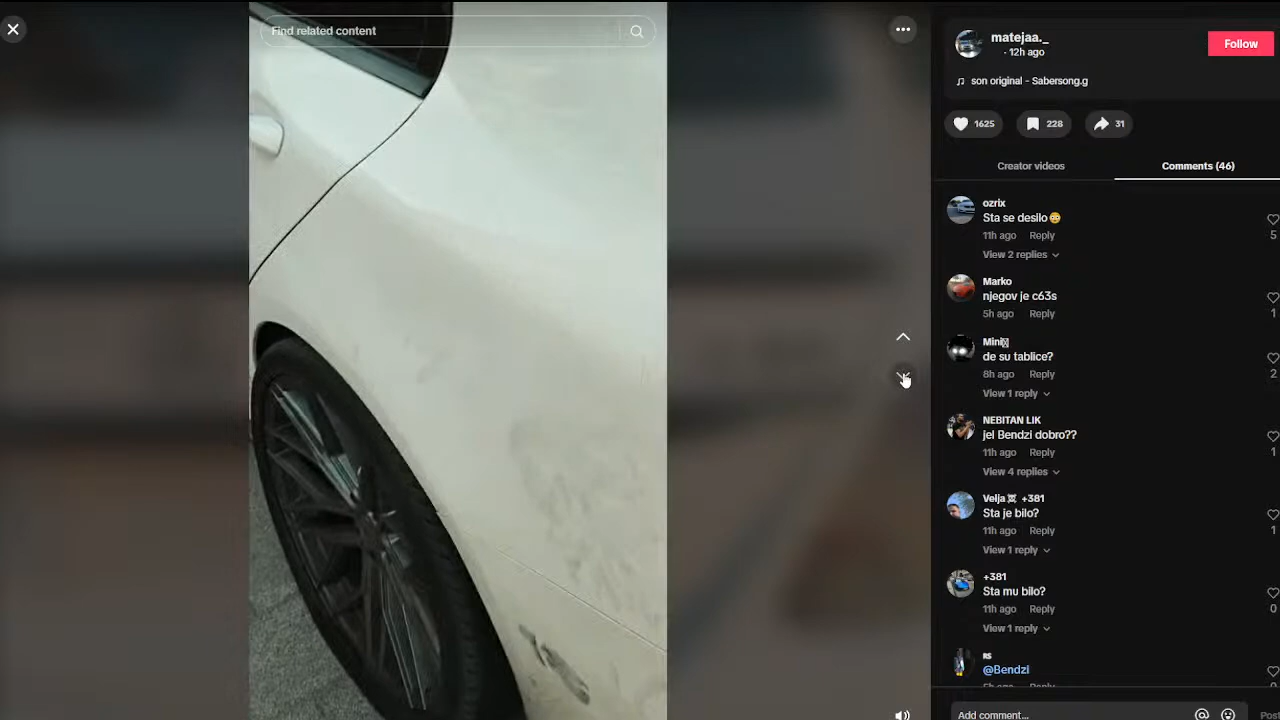 Find related content
matejaa._
· 12h ago
Follow
son original - Sabersong.g
1625
228
31
Creator videos
Comments (46)
ozrix
Sta se desilo😳
11h ago Reply
5
View 2 replies
Marko
njegov je c63s
5h ago Reply
1
Mini
de su tablice?
8h ago Reply
2
View 1 reply
NEBITAN LIK
jel Bendzi dobro??
11h ago Reply
1
View 4 replies
Velja☠️ +381
Sta je bilo?
11h ago Reply
1
View 1 reply
+381
Sta mu bilo?
11h ago Reply
0
View 1 reply
RS
@Bendzi
Add comment...